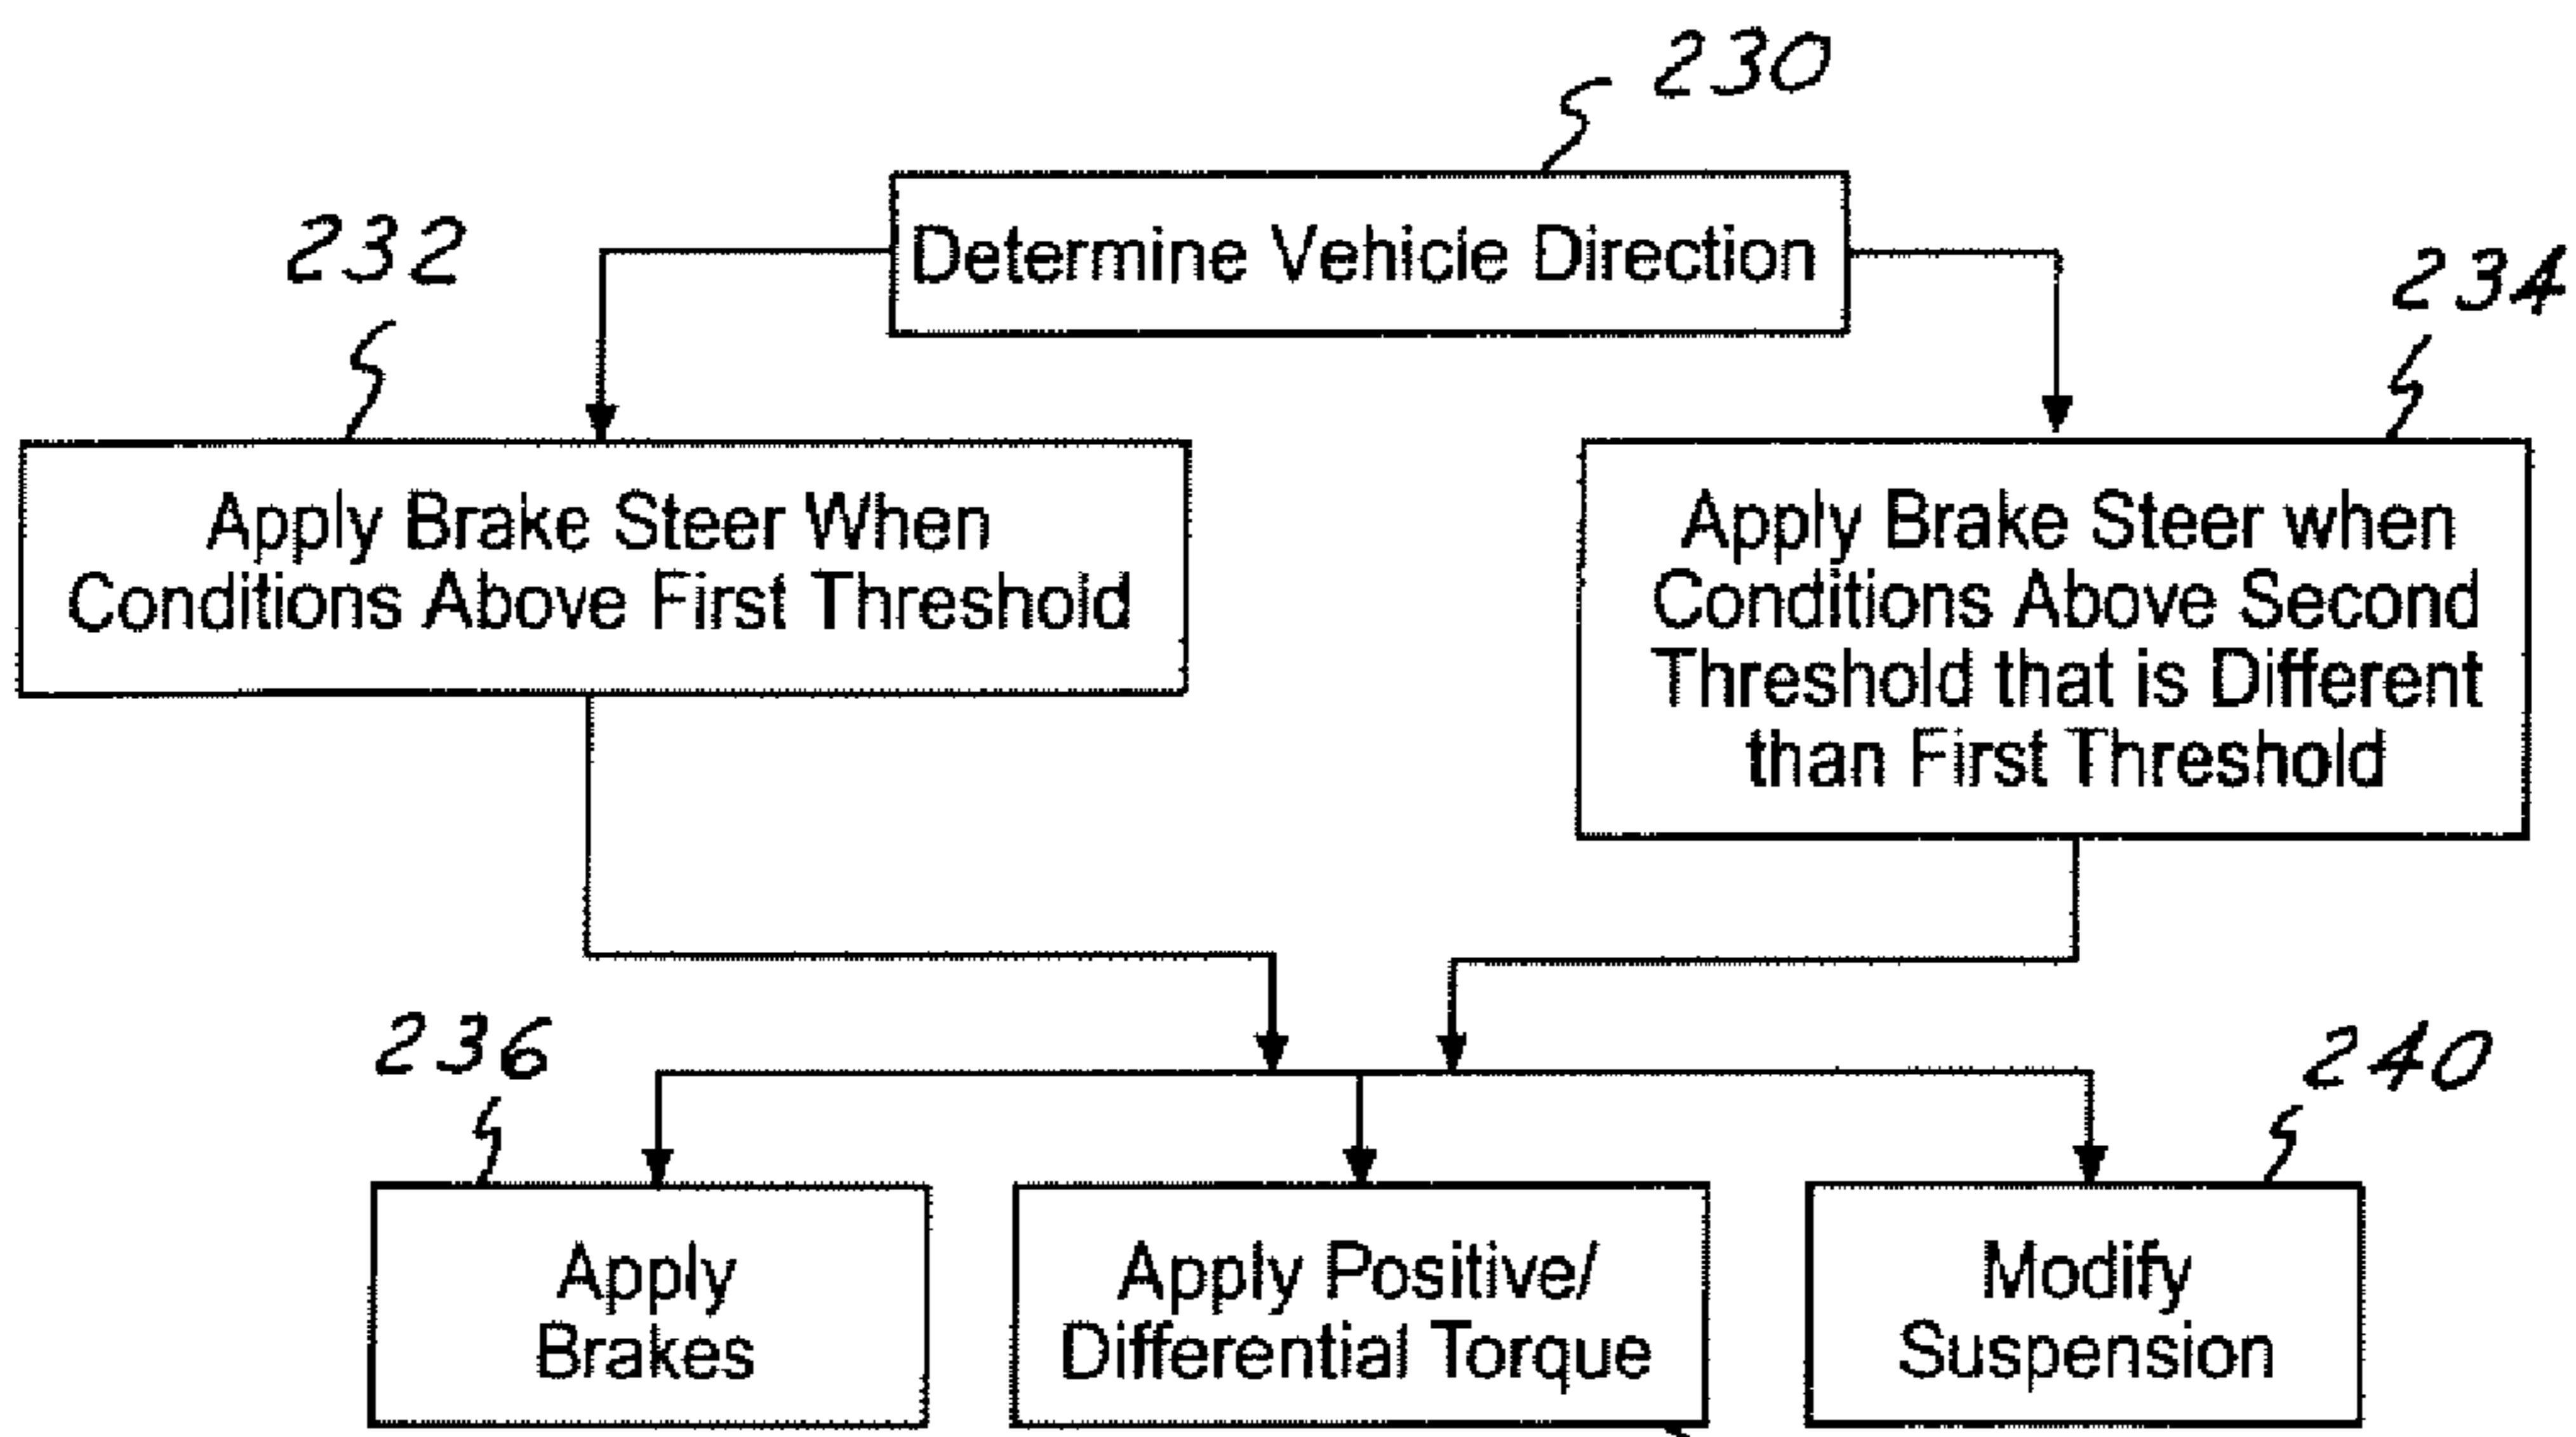 230
Determine Vehicle Direction
232
234
Apply Brake Steer When
Conditions Above First Threshold
Apply Brake Steer when
Conditions Above Second
Threshold that is Different
than First Threshold
236
240
Apply
Brakes
Apply Positive/
Differential Torque
Modify
Suspension